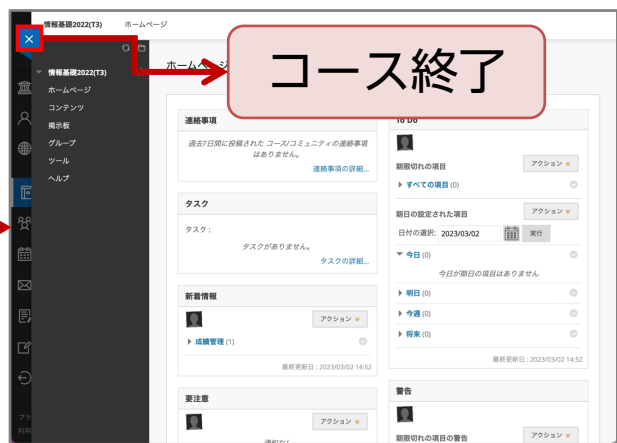 情報基礎2022(T3)
ホームページ
コース終了
情報基礎2022(T3)
ホームページ
コンテンツ
掲示板
グループ
ツール
ヘルプ
連絡事項
過去7日間に投稿された コース/コミュニティの連絡事項
はありません。
連絡事項の詳細...
タスク
タスク :
タスクがありません。
タスクの詳細...
新着情報
アクション
成績管理 (1)
最終更新日 : 2023/03/02 14:52
要注意
アクション
To Do
期限切れの項目
アクション
すべての項目 (0)
期日の設定された項目
アクション
日付の選択: 2023/03/02 実行
今日 (0)
今日が期日の項目はありません
明日 (0)
今週 (0)
将来 (0)
最終更新日 : 2023/03/02 14:52
警告
期限切れの項目の警告
アクション